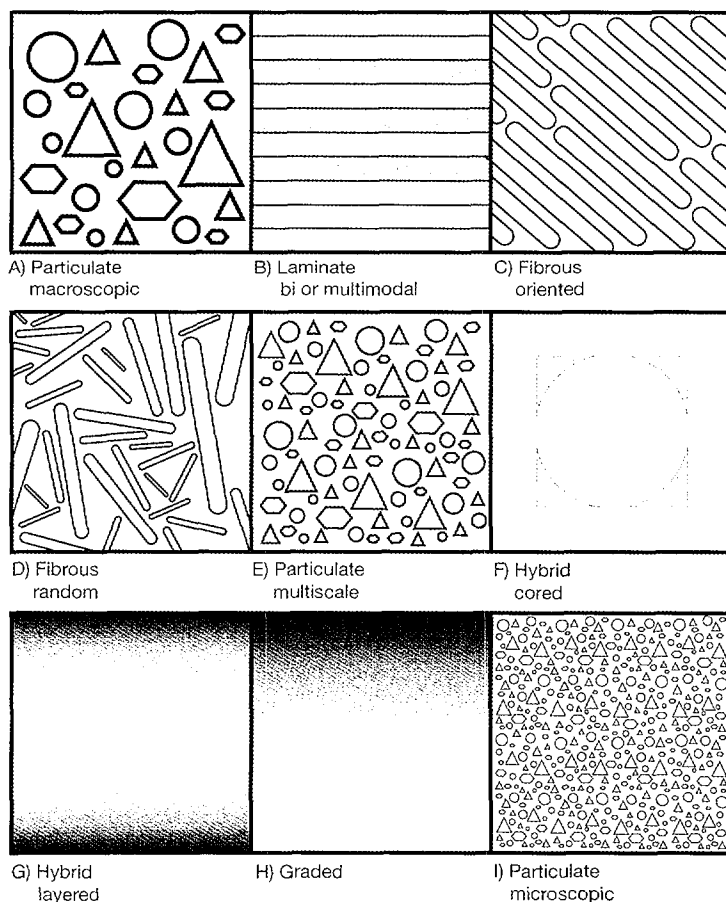 A) Particulate
macroscopic
B) Laminate
bi or multimodal
C) Fibrous
oriented
D) Fibrous
random
E) Particulate
multiscale
F) Hybrid
cored
G) Hybrid
layered
H) Graded
I) Particulate
microscopic